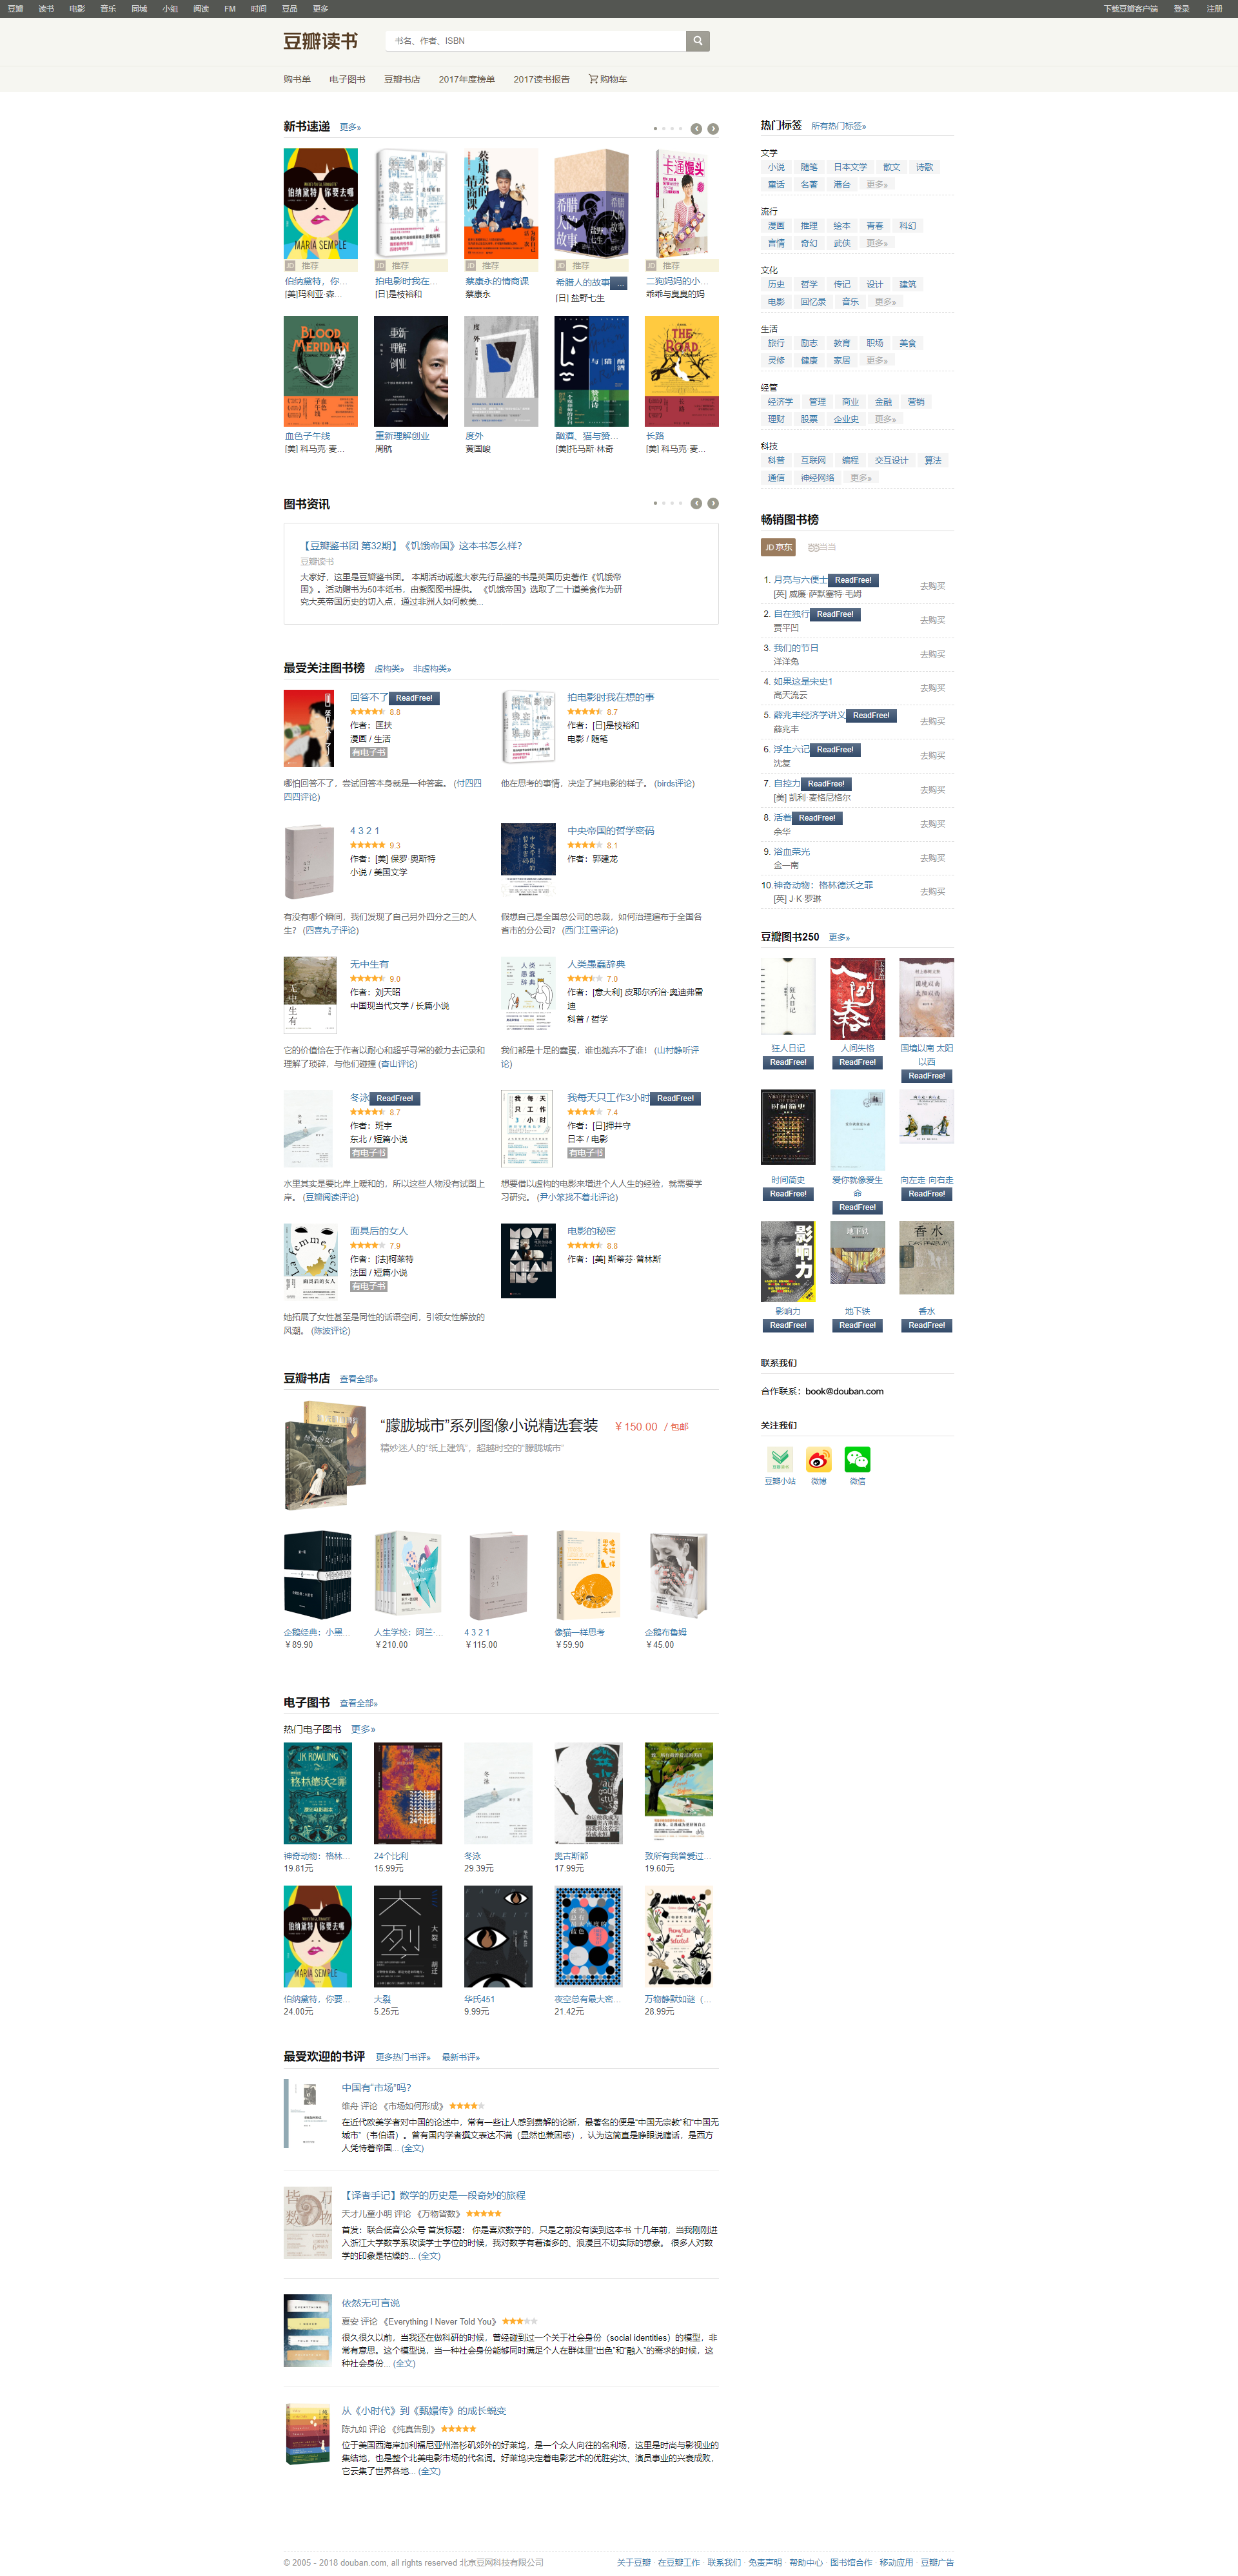 豆瓣 读书 电影 音乐 同城 小组 阅读 FM 时间 豆品 更多
下载豆瓣客户端 登录 注册
豆瓣读书
书名、作者、ISBN
购书单 电子图书 豆瓣书店 2017年度榜单 2017读书报告 购物车
新书速递 更多»
伯纳黛特 你要去哪
MARIA SEMPLE
蔡康永的情商课
希腊人的故事
卡通馒头
JD 推荐 JD 推荐 JD 推荐 JD 推荐 JD 推荐
伯纳黛特，你… 拍电影时我在… 蔡康永的情商课 希腊人的故事 ... 二狗妈妈的小…
[美]玛利亚·森… [日]是枝裕和 蔡康永 [日] 盐野七生 乖乖与臭臭的妈
BLOOD MERIDIAN
重新理解创业
度外
THE ROAD
血色子午线 重新理解创业 度外 酗酒、猫与赞… 长路
[美] 科马克·麦… 周航 黄国峻 [美]托马斯·林奇 [美] 科马克·麦…
图书资讯
【豆瓣鉴书团 第32期】《饥饿帝国》这本书怎么样?
豆瓣读书
大家好，这里是豆瓣鉴书团。 本期活动诚邀大家先行品鉴的书是英国历史著作《饥饿帝
国》。活动赠书为50本纸书，由紫图图书提供。 《饥饿帝国》选取了二十道美食作为研
究大英帝国历史的切入点，通过非洲人如何教美...
最受关注图书榜 虚构类» 非虚构类»
回答不了 ReadFree!
8.8
作者：匡扶
漫画 / 生活
有电子书
哪怕回答不了，尝试回答本身就是一种答案。 (付四四
四四评论)
拍电影时我在想的事
8.7
作者：[日]是枝裕和
电影 / 随笔
他在思考的事情，决定了其电影的样子。 (birds评论)
4 3 2 1
9.3
作者：[美] 保罗·奥斯特
小说 / 美国文学
有没有哪个瞬间，我们发现了自己另外四分之三的人
生? (四喜丸子评论)
中央帝国的哲学密码
8.1
作者：郭建龙
假想自己是全国总公司的总裁，如何治理遍布于全国各
省市的分公司? (西门江雪评论)
无中生有
9.0
作者：刘天昭
中国现当代文学 / 长篇小说
它的价值恰在于作者以耐心和超乎寻常的毅力去记录和
理解了琐碎，与他们碰撞 (香山评论)
人类愚蠢辞典
7.0
作者：[意大利] 皮耶尔乔治·奥迪弗雷
迪
科普 / 哲学
我们都是十足的蠢蛋，谁也抛弃不了谁! (山村静听评
论)
冬泳 ReadFree!
8.7
作者：班宇
东北 / 短篇小说
有电子书
水里其实是要比岸上暖和的，所以这些人物没有试图上
岸。 (豆瓣阅读评论)
我每天只工作3小时 ReadFree!
7.4
作者：[日]押井守
日本 / 电影
有电子书
想要借以虚构的电影来增进个人人生的经验，就需要学
习研究。 (尹小笨找不着北评论)
面具后的女人
7.9
作者：[法]柯莱特
法国 / 短篇小说
有电子书
她拓展了女性甚至是同性的话语空间，引领女性解放的
风潮。 (陈波评论)
电影的秘密
8.8
作者：[美] 斯蒂芬·普林斯
豆瓣书店 查看全部»
“朦胧城市”系列图像小说精选套装 ¥ 150.00 / 包邮
精妙迷人的“纸上建筑”，超越时空的“朦胧城市”
企鹅经典：小黑… 人生学校：阿兰·… 4 3 2 1 像猫一样思考 企鹅布鲁姆
¥ 89.90 ¥ 210.00 ¥ 115.00 ¥ 59.90 ¥ 45.00
电子图书 查看全部»
热门电子图书 更多»
J.K. ROWLING
格林德沃之罪
24个比利
冬泳
神奇动物：格林… 24个比利 冬泳 奥古斯都 致所有我曾爱过…
19.81元 15.99元 29.39元 17.99元 19.60元
伯纳黛特 你要去哪
MARIA SEMPLE
大裂
伯纳黛特，你要… 大裂 华氏451 夜空总有最大密… 万物静默如谜（…
24.00元 5.25元 9.99元 21.42元 28.99元
最受欢迎的书评 更多热门书评» 最新书评»
中国有“市场”吗?
维舟 评论 《市场如何形成》
在近代欧美学者对中国的论述中，常有一些让人感到费解的论断，最著名的便是“中国无宗教”和“中国无
城市”（韦伯语）。曾有国内学者撰文表达不满（显然也兼困惑），认为这简直是睁眼说瞎话，是西方
人凭恃着帝国... (全文)
【译者手记】数学的历史是一段奇妙的旅程
天才儿童小明 评论 《万物皆数》
首发：联合低音公众号 首发标题： 你是喜欢数学的，只是之前没有读到这本书 十几年前，当我刚刚进
入浙江大学数学系攻读学士学位的时候，我对数学有着诸多的、浪漫且不切实际的想象。 很多人对数
学的印象是枯燥的... (全文)
依然无可言说
夏安 评论 《Everything I Never Told You》
很久很久以前，当我还在做科研的时候，曾经碰到过一个关于社会身份（social identities）的模型，非
常有意思。这个模型说，当一种社会身份能够同时满足个人在群体里“出色”和“融入”的需求的时候，这
种社会身份... (全文)
从《小时代》到《甄嬛传》的成长蜕变
陈九如 评论 《纯真告别》
位于美国西海岸加利福尼亚州洛杉矶郊外的好莱坞，是一个众人向往的名利场，这里是时尚与影视业的
集结地，也是整个北美电影市场的代名词。好莱坞决定着电影艺术的优胜劣汰、演员事业的兴衰成败，
它云集了世界各地... (全文)
热门标签 所有热门标签»
文学
小说 随笔 日本文学 散文 诗歌
童话 名著 港台 更多»
流行
漫画 推理 绘本 青春 科幻
言情 奇幻 武侠 更多»
文化
历史 哲学 传记 设计 建筑
电影 回忆录 音乐 更多»
生活
旅行 励志 教育 职场 美食
灵修 健康 家居 更多»
经管
经济学 管理 商业 金融 营销
理财 股票 企业史 更多»
科技
科普 互联网 编程 交互设计 算法
通信 神经网络 更多»
畅销图书榜
JD 京东 当当
1. 月亮与六便士 ReadFree! 去购买
[英] 威廉·萨默塞特·毛姆
2. 自在独行 ReadFree! 去购买
贾平凹
3. 我们的节日 去购买
洋洋兔
4. 如果这是宋史1 去购买
高天流云
5. 薛兆丰经济学讲义 ReadFree! 去购买
薛兆丰
6. 浮生六记 ReadFree! 去购买
沈复
7. 自控力 ReadFree! 去购买
[美] 凯利·麦格尼格尔
8. 活着 ReadFree! 去购买
余华
9. 浴血荣光 去购买
金一南
10. 神奇动物：格林德沃之罪 去购买
[英] J·K·罗琳
豆瓣图书250 更多»
狂人日记 人间失格 国境以南 太阳
以西
ReadFree! ReadFree! ReadFree!
时间简史 爱你就像爱生
命 向左走·向右走
ReadFree! ReadFree! ReadFree!
影响力 地下铁 香水
ReadFree! ReadFree! ReadFree!
联系我们
合作联系：book@douban.com
关注我们
豆瓣小站 微博 微信
© 2005－2018 douban.com, all rights reserved 北京豆网科技有限公司
关于豆瓣 · 在豆瓣工作 · 联系我们 · 免责声明 · 帮助中心 · 图书馆合作 · 移动应用 · 豆瓣广告